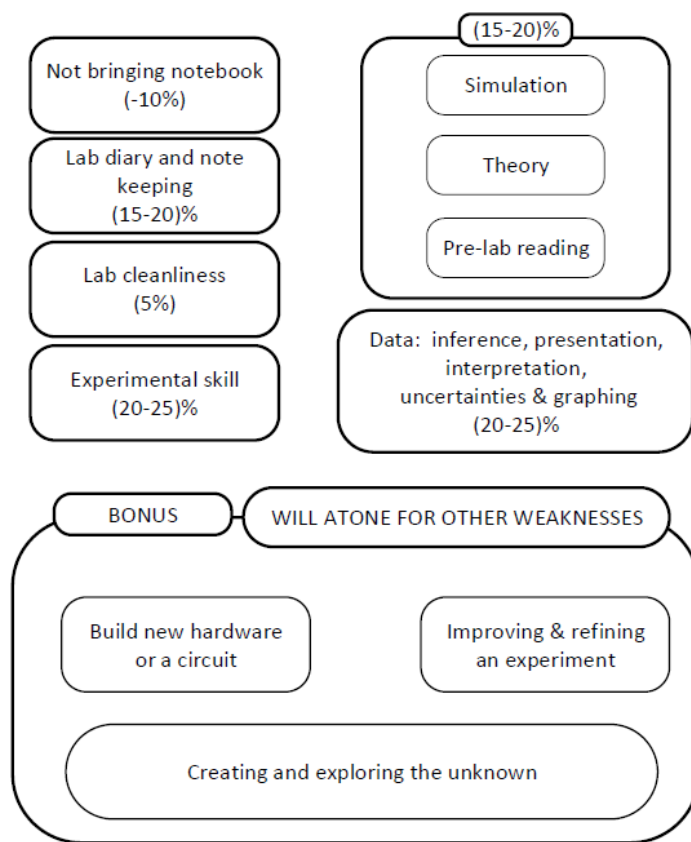 Not bringing notebook
(-10%)
Lab diary and note
keeping
(15-20)%
Lab cleanliness
(5%)
Experimental skill
(20-25)%
(15-20)%
Simulation
Theory
Pre-lab reading
Data: inference, presentation,
interpretation,
uncertainties & graphing
(20-25)%
BONUS
WILL ATONE FOR OTHER WEAKNESSES
Build new hardware
or a circuit
Improving & refining
an experiment
Creating and exploring the unknown